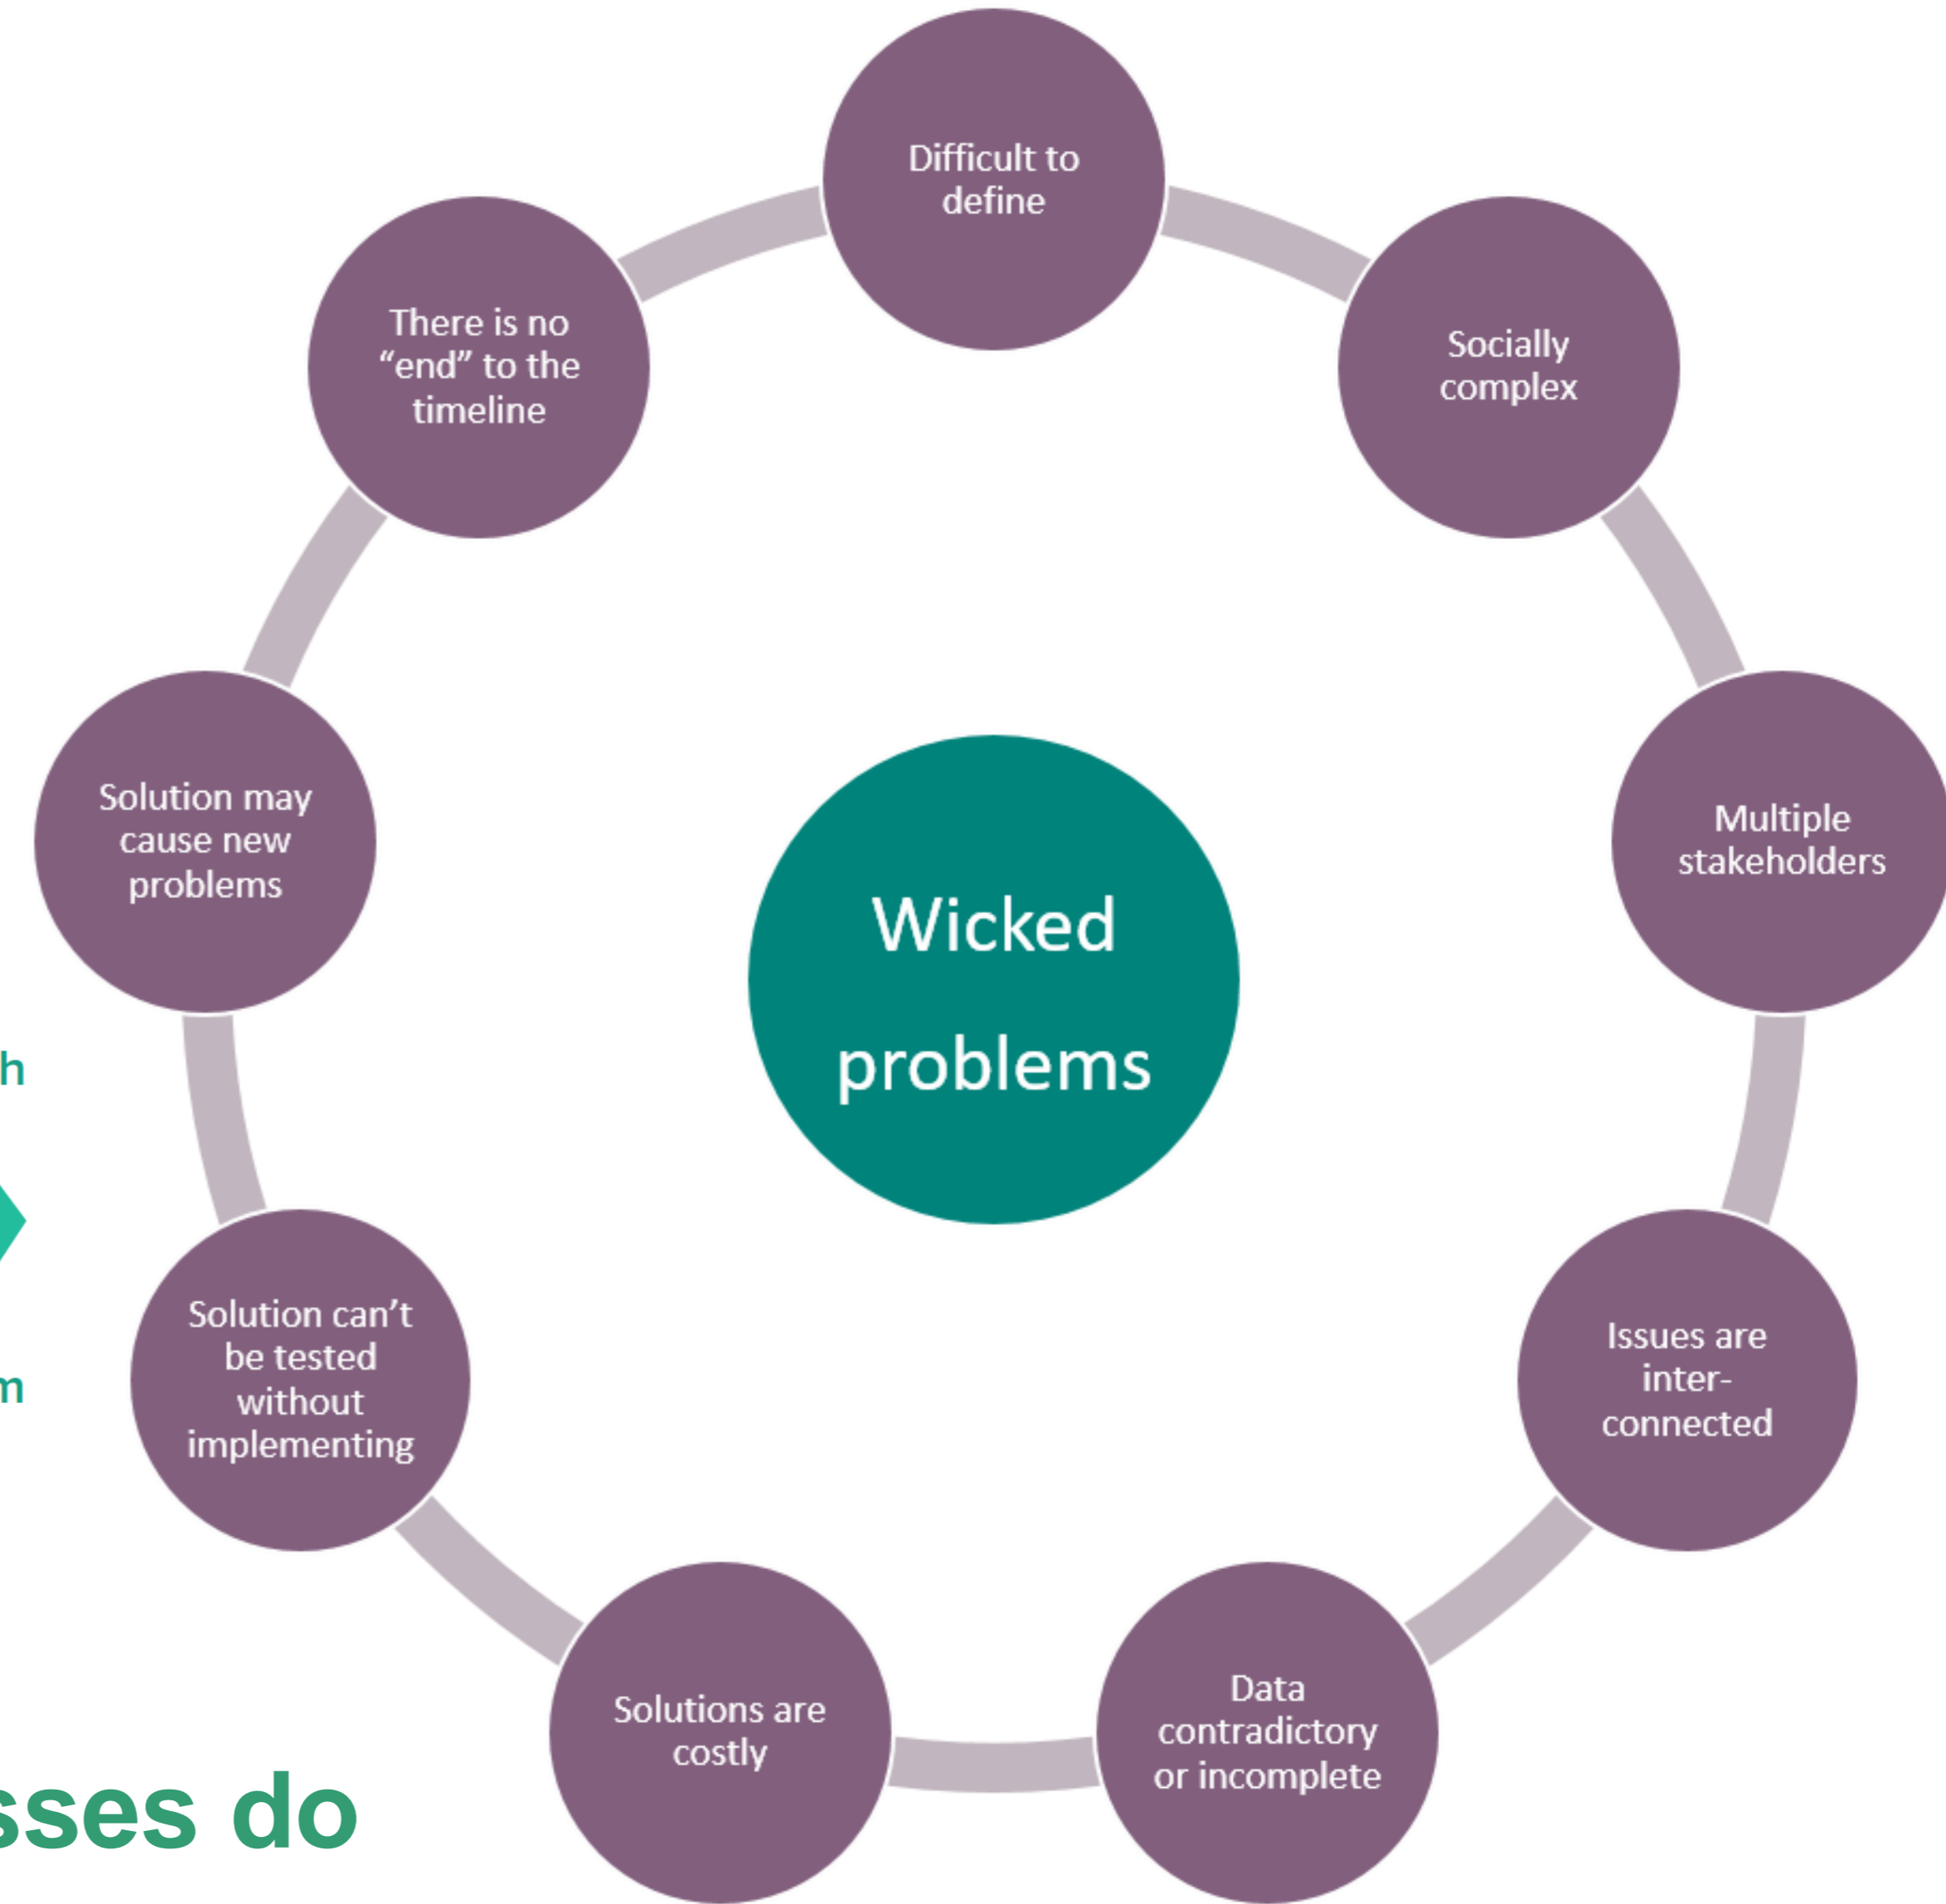 Difficult to
define
Socially
complex
Multiple
stakeholders
Issues are
inter-
connected
Data
contradictory
or incomplete
Solutions are
costly
Solution can’t
be tested
without
implementing
Solution may
cause new
problems
There is no
“end” to the
timeline
Wicked
problems
do